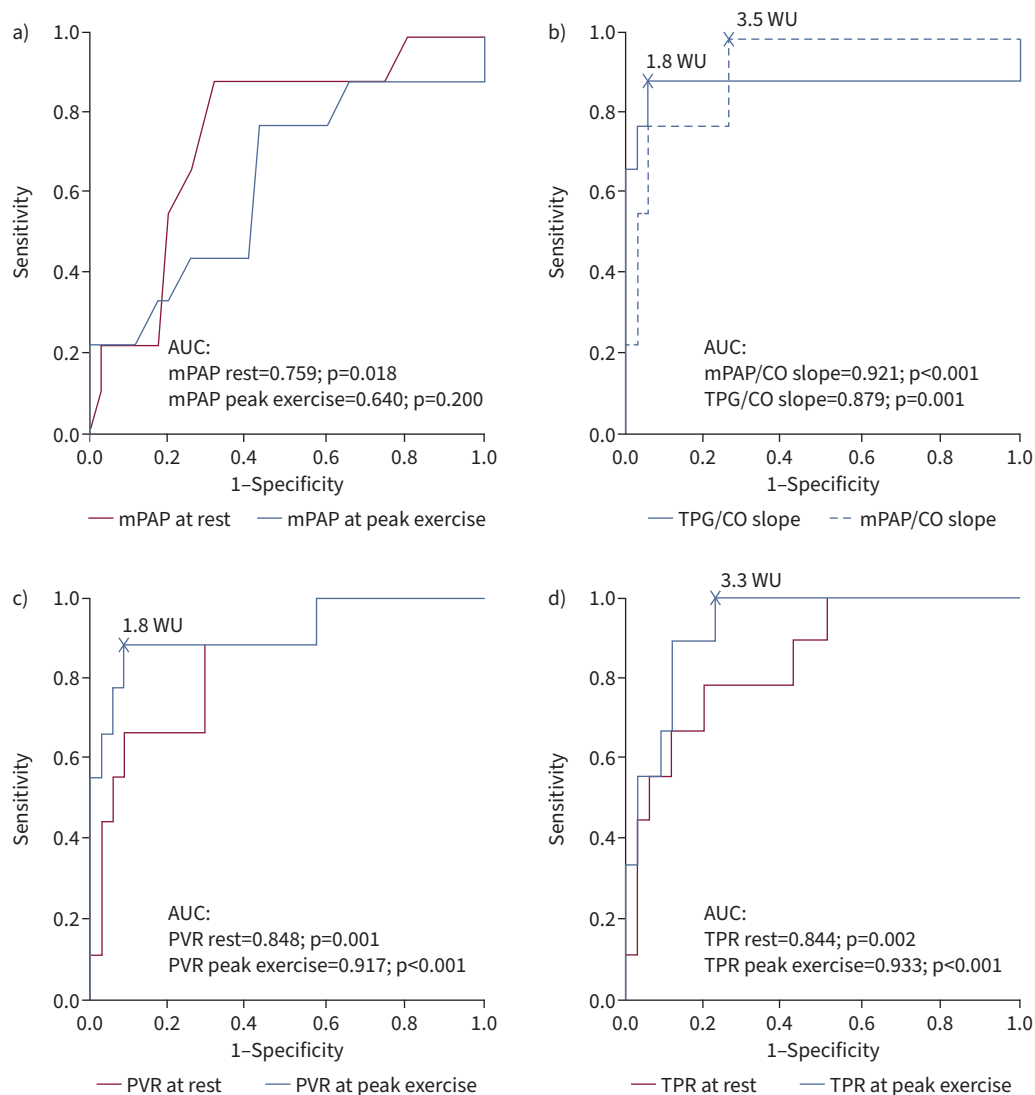 a)
1.0
0.8
0.6
0.4
0.2
0.0
Sensitivity
AUC:
mPAP rest=0.759; p=0.018
mPAP peak exercise=0.640; p=0.200
0.0 0.2 0.4 0.6 0.8 1.0
1–Specificity
mPAP at rest mPAP at peak exercise
b)
3.5 WU
1.8 WU
1.0
0.8
0.6
0.4
0.2
0.0
Sensitivity
AUC:
mPAP/CO slope=0.921; p<0.001
TPG/CO slope=0.879; p=0.001
0.0 0.2 0.4 0.6 0.8 1.0
1–Specificity
TPG/CO slope mPAP/CO slope
c)
1.8 WU
1.0
0.8
0.6
0.4
0.2
0.0
Sensitivity
AUC:
PVR rest=0.848; p=0.001
PVR peak exercise=0.917; p<0.001
0.0 0.2 0.4 0.6 0.8 1.0
1–Specificity
PVR at rest PVR at peak exercise
d)
3.3 WU
1.0
0.8
0.6
0.4
0.2
0.0
Sensitivity
AUC:
TPR rest=0.844; p=0.002
TPR peak exercise=0.933; p<0.001
0.0 0.2 0.4 0.6 0.8 1.0
1–Specificity
TPR at rest TPR at peak exercise